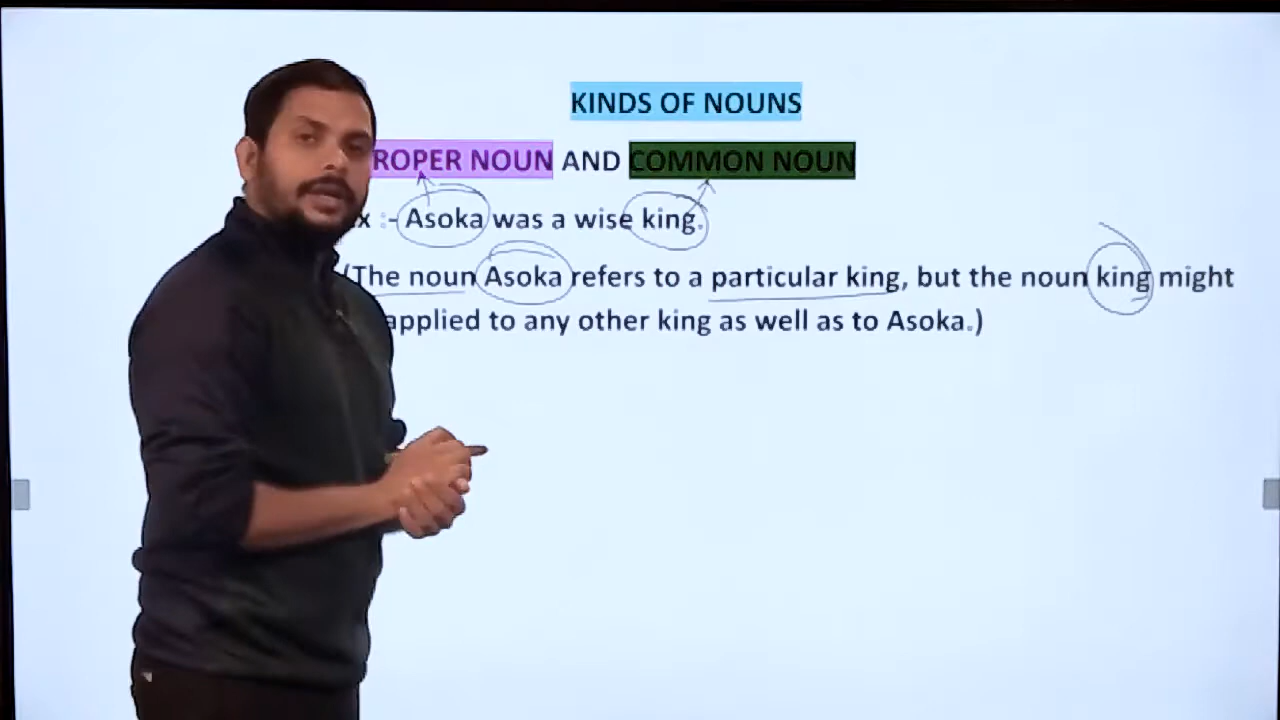 KINDS OF NOUNS
ROPER NOUN AND COMMON NOUN
x :- Asoka was a wise king.
(The noun Asoka refers to a particular king, but the noun king might
applied to any other king as well as to Asoka.)